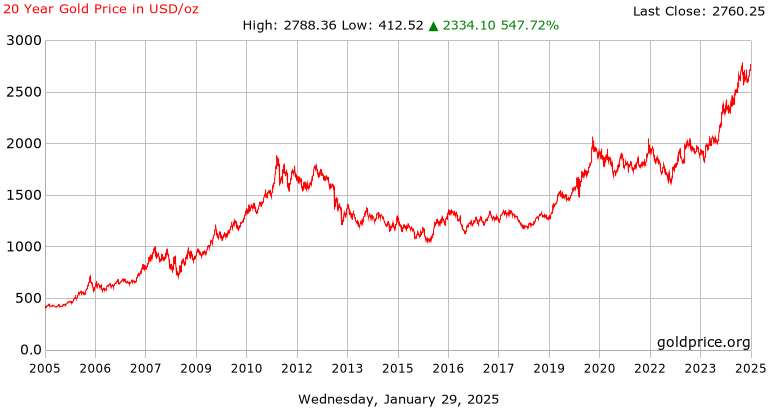 20 Year Gold Price in USD/oz
Last Close: 2760.25
High: 2788.36 Low: 412.52 ▲ 2334.10 547.72%
3000
2500
2000
1500
1000
500
0.0
goldprice.org
2005 2006 2007 2009 2010 2011 2013 2015 2016 2017 2019 2020 2022 2023 2025
Wednesday, January 29, 2025